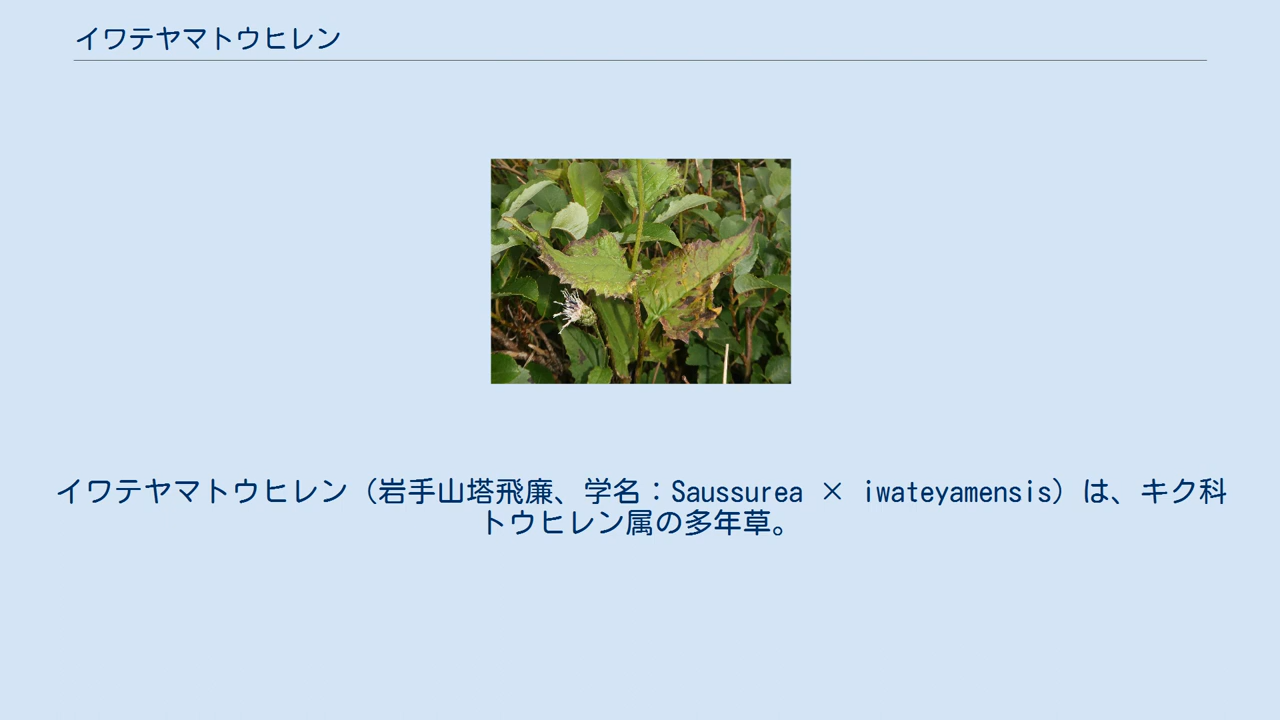 イワテヤマトウヒレン
イワテヤマトウヒレン（岩手山塔飛廉、学名：Saussurea × iwateyamensis）は、キク科
トウヒレン属の多年草。